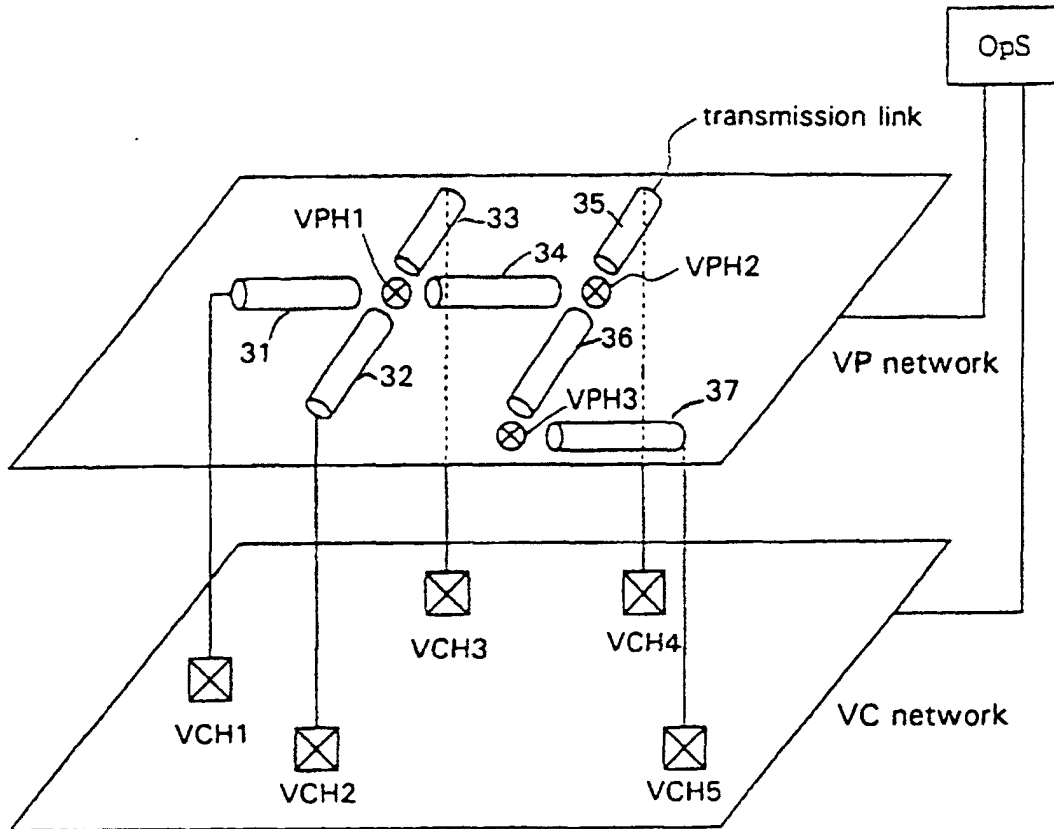 OpS
transmission link
33
35
VPH1
34
VPH2
31
36
32
VP network
VPH3
37
VCH3
VCH4
VCH1
VC network
VCH2
VCH5